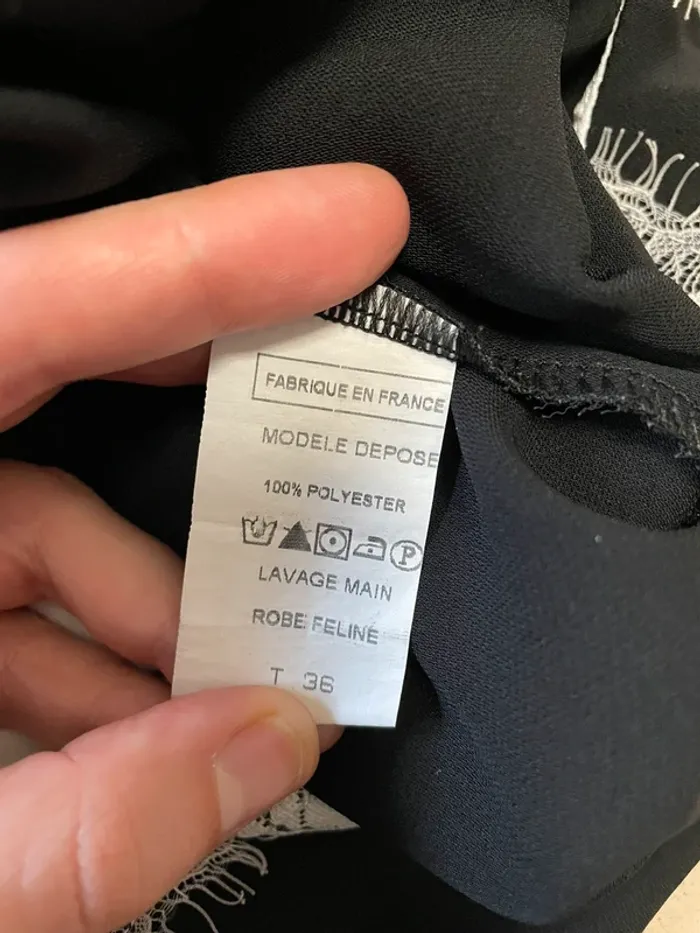 FABRIQUE EN FRANCE
MODELE DEPOSE
100% POLYESTER
P
LAVAGE MAIN
ROBE FELINE
T 36